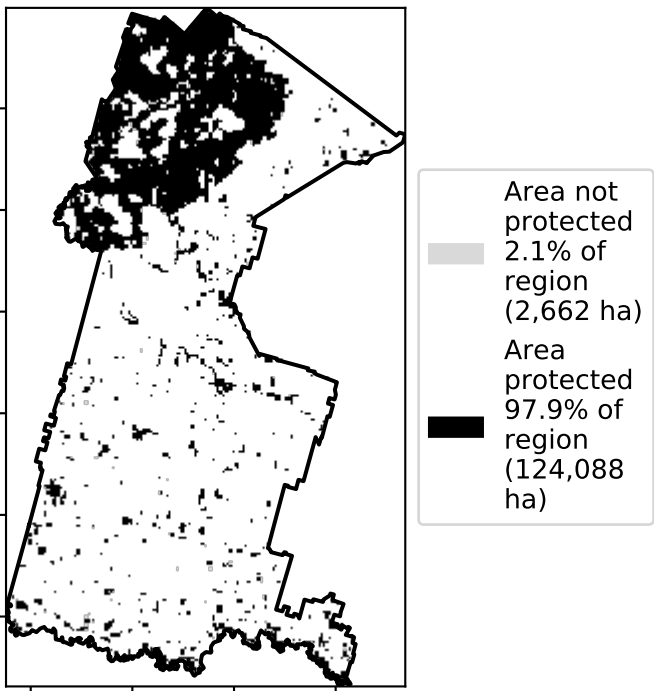 Area not
protected
2.1% of
region
(2,662 ha)
Area
protected
97.9% of
region
(124,088
ha)